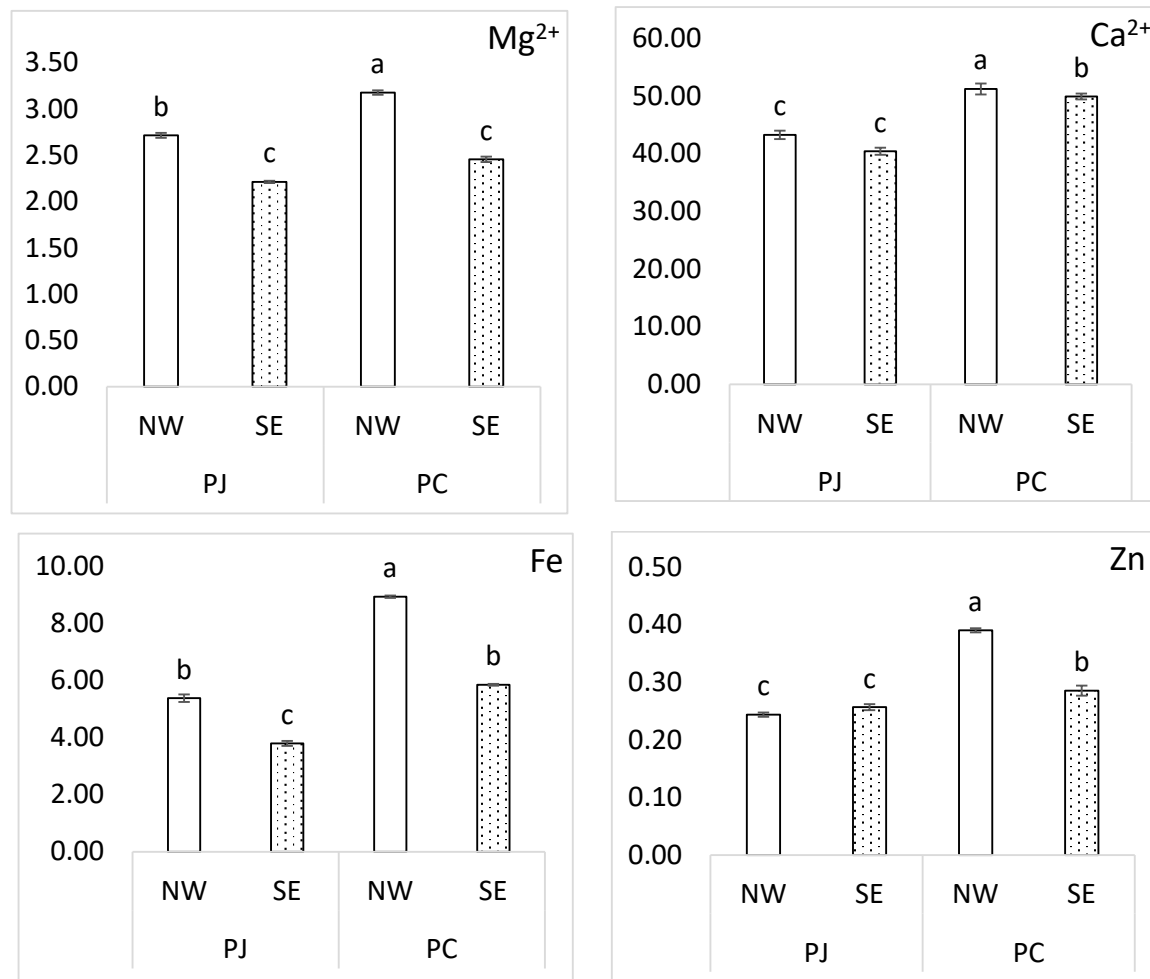 Mg²⁺
3.50
3.00
2.50
2.00
1.50
1.00
0.50
0.00
b
c
a
c
NW SE NW SE
PJ PC
Ca²⁺
60.00
50.00
40.00
30.00
20.00
10.00
0.00
c
c
a
b
NW SE NW SE
PJ PC
Fe
10.00
8.00
6.00
4.00
2.00
0.00
b
c
a
b
NW SE NW SE
PJ PC
Zn
0.50
0.40
0.30
0.20
0.10
0.00
c
c
a
b
NW SE NW SE
PJ PC